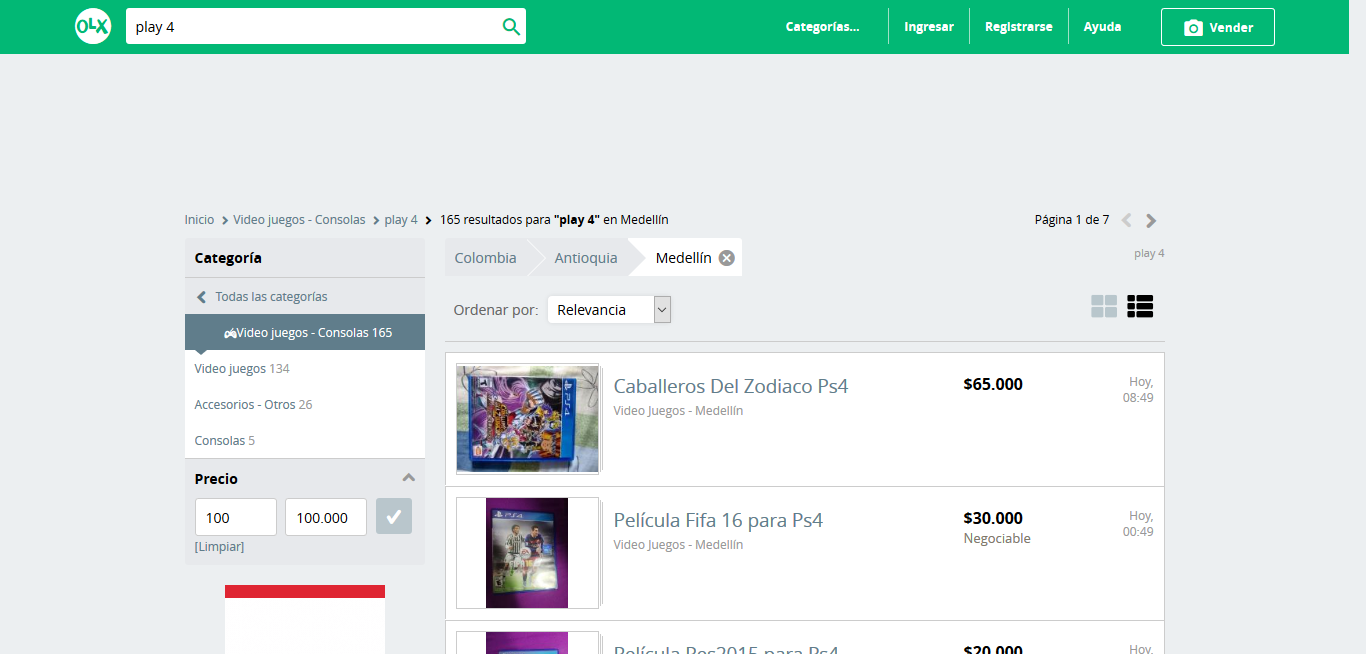 OLX
play 4
Categorías...
Ingresar
Registrarse
Ayuda
Vender
Inicio
Video juegos - Consolas
play 4
165 resultados para "play 4" en Medellín
Página 1 de 7
Categoría
Todas las categorías
Video juegos - Consolas 165
Video juegos 134
Accesorios - Otros 26
Consolas 5
Precio
100
100.000
[Limpiar]
Colombia
Antioquia
Medellín
play 4
Ordenar por:
Relevancia
PS4
Caballeros Del Zodiaco Ps4
Video Juegos - Medellín
$65.000
Hoy,
08:49
PS4
Película Fifa 16 para Ps4
Video Juegos - Medellín
$30.000
Negociable
Hoy,
00:49
Película Pes2015 para Ps4
$20.000
Hoy,